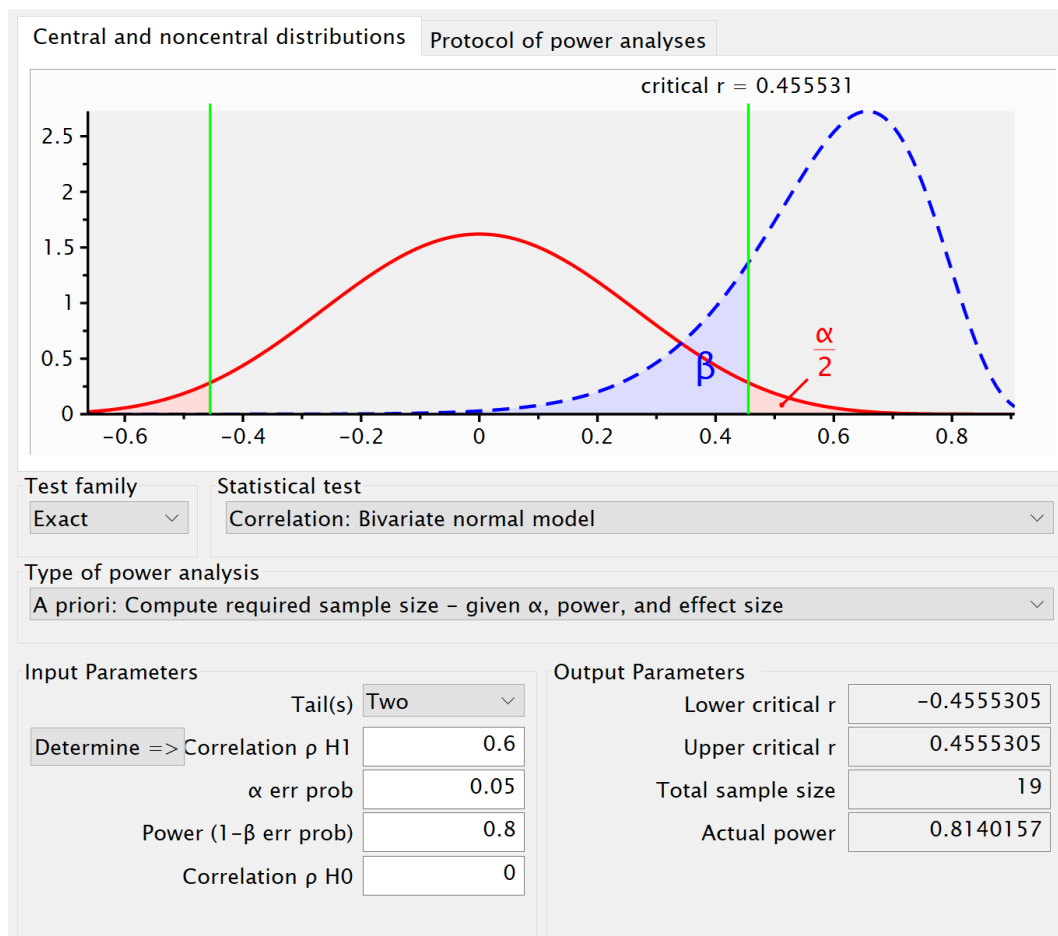 Central and noncentral distributions
Protocol of power analyses
critical r = 0.455531
2.5
2
1.5
1
0.5
0
β
α
2
−0.6 −0.4 −0.2 0 0.2 0.4 0.6 0.8
Test family
Statistical test
Exact
Correlation: Bivariate normal model
Type of power analysis
A priori: Compute required sample size – given α, power, and effect size
Input Parameters
Output Parameters
Tail(s) Two
Lower critical r −0.4555305
Determine => Correlation ρ H1 0.6
Upper critical r 0.4555305
α err prob 0.05
Total sample size 19
Power (1−β err prob) 0.8
Actual power 0.8140157
Correlation ρ H0 0